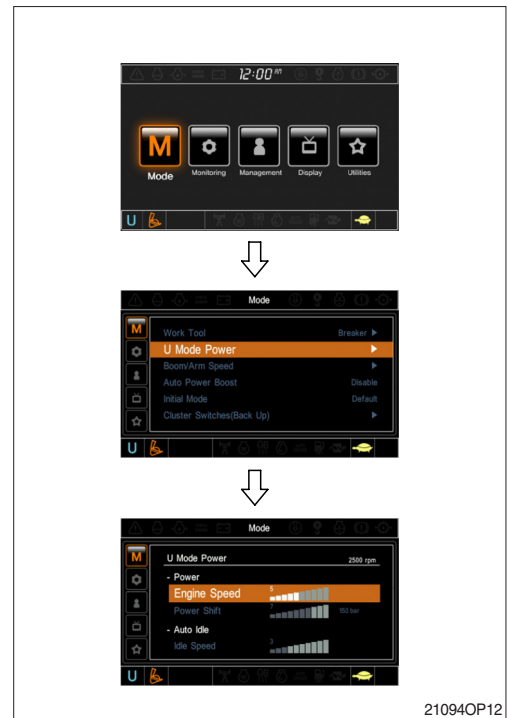 12:00 AM
M
Mode Monitoring Management Display Utilities
U
Mode
M
Work Tool Breaker
U Mode Power
Boom/Arm Speed
Auto Power Boost Disable
Initial Mode Default
Cluster Switches(Back Up)
U
Mode
M
U Mode Power 2500 rpm
- Power
Engine Speed 5
Power Shift 7 150 bar
- Auto Idle
Idle Speed 3
U
21094OP12